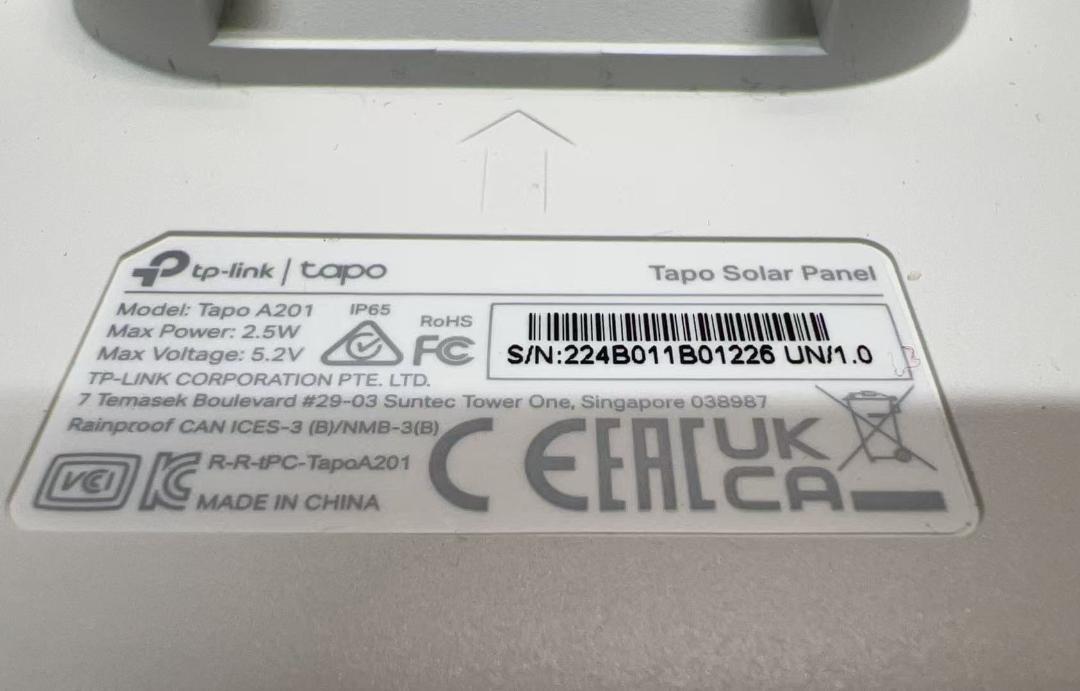 tp-link | tapo
Tapo Solar Panel
Model: Tapo A201
IP65
Max Power: 2.5W
RoHS
Max Voltage: 5.2V
FC
S/N:224B011B01226 UN/1.0
TP-LINK CORPORATION PTE. LTD.
7 Temasek Boulevard #29-03 Suntec Tower One, Singapore 038987
Rainproof CAN ICES-3 (B)/NMB-3(B)
VCI
KC
R-R-tPC-TapoA201
MADE IN CHINA
CE
EAC
UK
CA